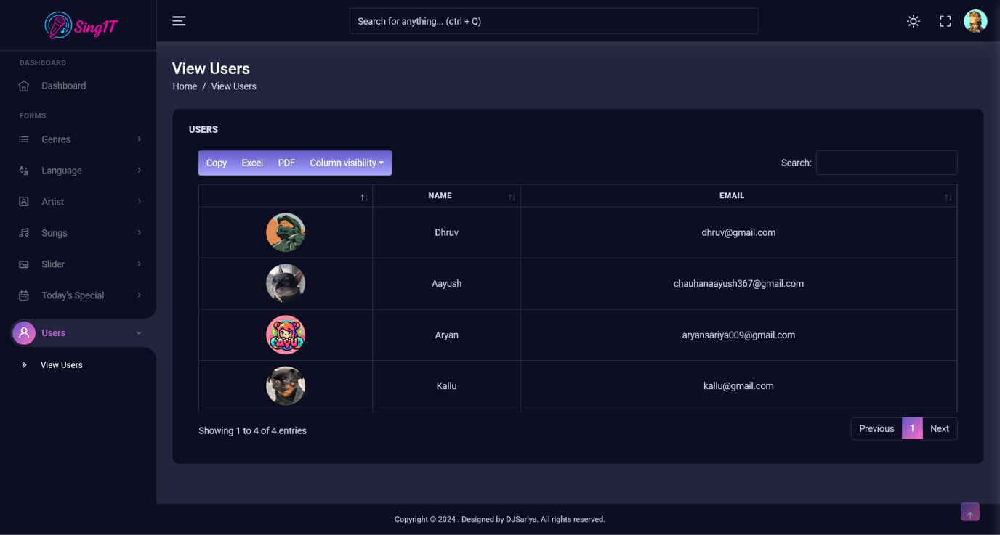 SingIT
Search for anything... (ctrl + Q)
DASHBOARD
Dashboard
FORMS
Genres
Language
Artist
Songs
Slider
Today's Special
Users
View Users
View Users
Home / View Users
USERS
Copy Excel PDF Column visibility
Search:
NAME EMAIL
Dhruv dhruv@gmail.com
Aayush chauhanaayush367@gmail.com
AYU
Aryan aryansariya009@gmail.com
Kallu kallu@gmail.com
Showing 1 to 4 of 4 entries
Previous 1 Next
Copyright © 2024 . Designed by DJSariya. All rights reserved.